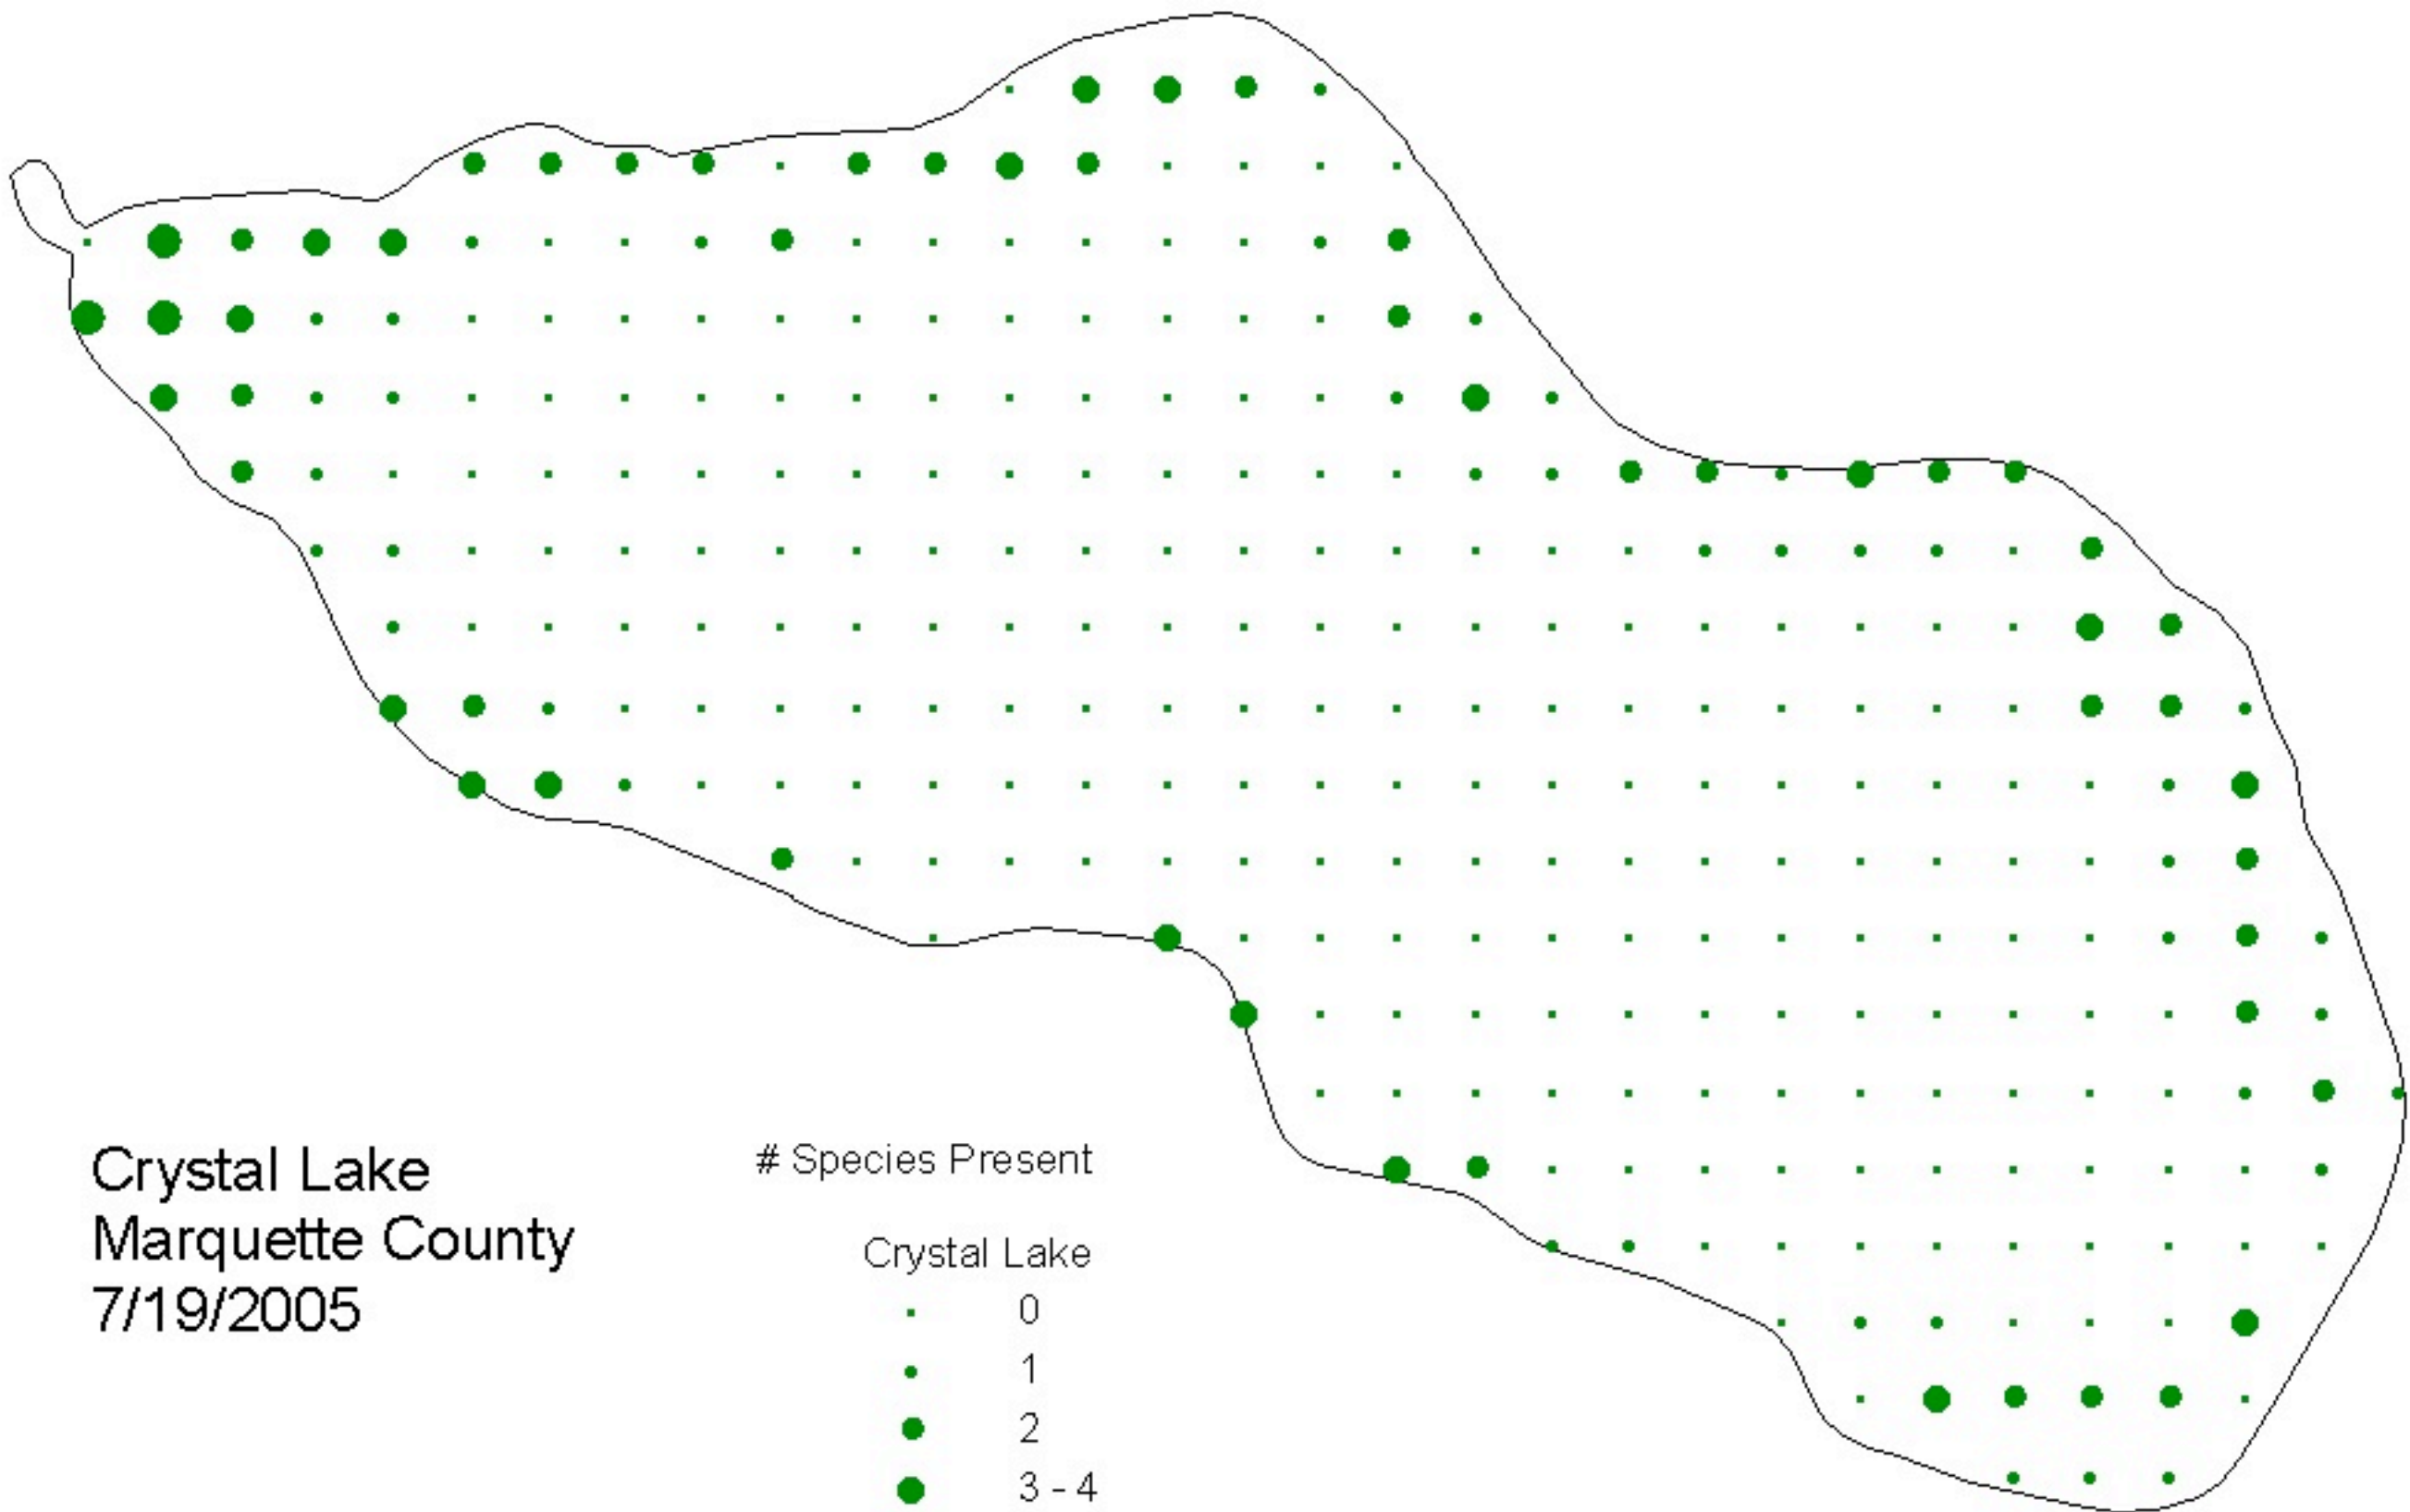 Crystal Lake
Marquette County
7/19/2005
# Species Present
Crystal Lake
0
1
2
3 - 4